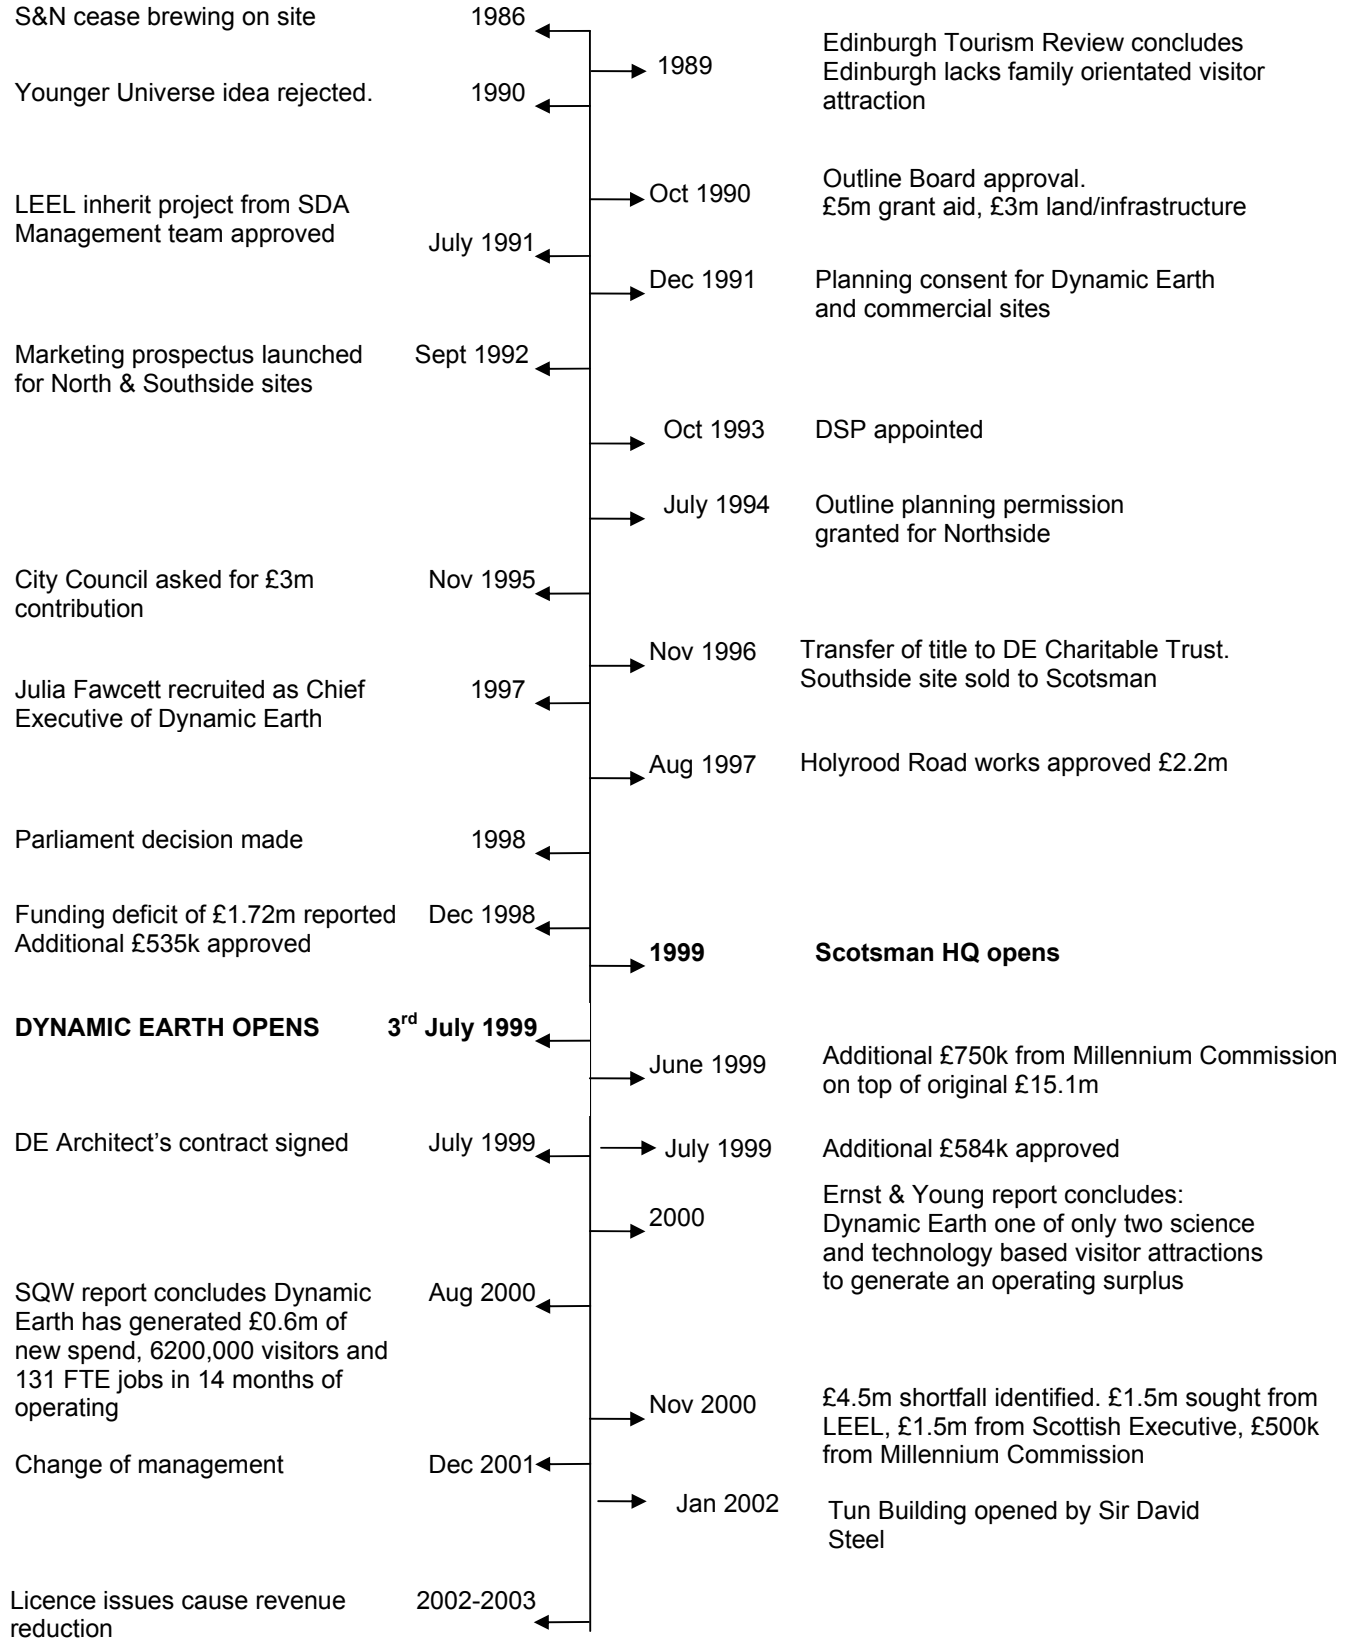 S&N cease brewing on site 1986
1989 Edinburgh Tourism Review concludes
Edinburgh lacks family orientated visitor
attraction
Younger Universe idea rejected. 1990
Oct 1990 Outline Board approval.
£5m grant aid, £3m land/infrastructure
LEEL inherit project from SDA
Management team approved July 1991
Dec 1991 Planning consent for Dynamic Earth
and commercial sites
Marketing prospectus launched Sept 1992
for North & Southside sites
Oct 1993 DSP appointed
July 1994 Outline planning permission
granted for Northside
City Council asked for £3m Nov 1995
contribution
Nov 1996 Transfer of title to DE Charitable Trust.
Southside site sold to Scotsman
Julia Fawcett recruited as Chief 1997
Executive of Dynamic Earth
Aug 1997 Holyrood Road works approved £2.2m
Parliament decision made 1998
Funding deficit of £1.72m reported Dec 1998
Additional £535k approved
1999 Scotsman HQ opens
DYNAMIC EARTH OPENS 3rd July 1999
June 1999 Additional £750k from Millennium Commission
on top of original £15.1m
DE Architect’s contract signed July 1999
July 1999 Additional £584k approved
2000 Ernst & Young report concludes:
Dynamic Earth one of only two science
and technology based visitor attractions
to generate an operating surplus
SQW report concludes Dynamic Aug 2000
Earth has generated £0.6m of
new spend, 6200,000 visitors and
131 FTE jobs in 14 months of
operating
Nov 2000 £4.5m shortfall identified. £1.5m sought from
LEEL, £1.5m from Scottish Executive, £500k
from Millennium Commission
Change of management Dec 2001
Jan 2002 Tun Building opened by Sir David
Steel
Licence issues cause revenue 2002-2003
reduction